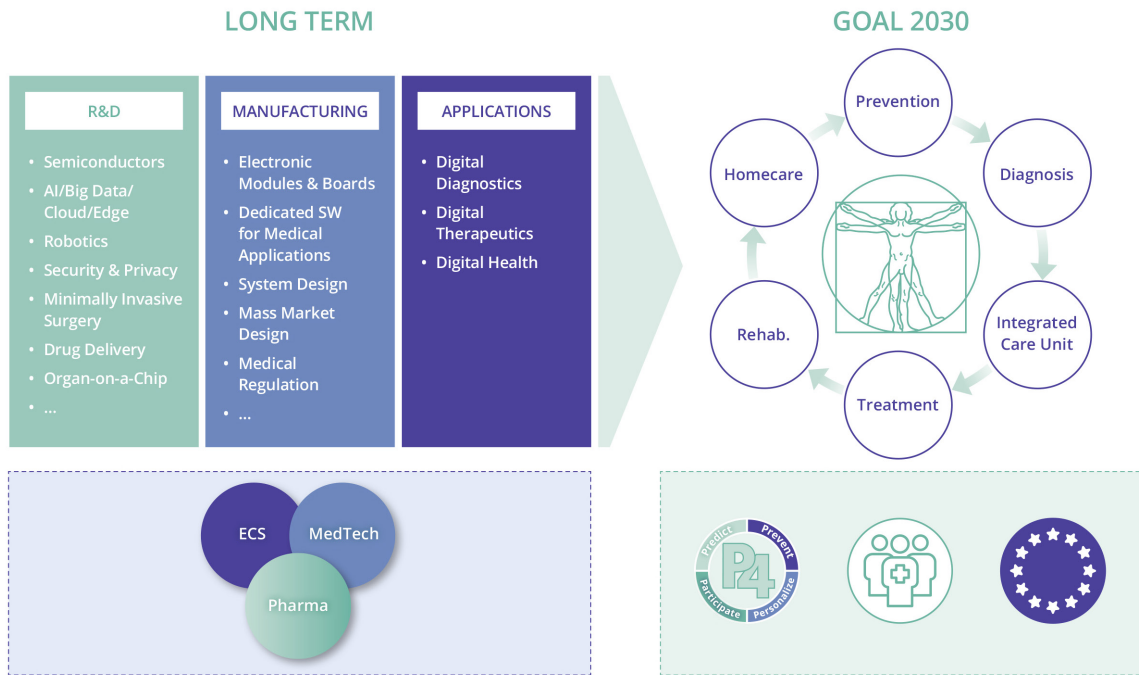 LONG TERM
GOAL 2030
R&D
• Semiconductors
• AI/Big Data/
Cloud/Edge
• Robotics
• Security & Privacy
• Minimally Invasive
Surgery
• Drug Delivery
• Organ-on-a-Chip
• ...
MANUFACTURING
• Electronic
Modules & Boards
• Dedicated SW
for Medical
Applications
• System Design
• Mass Market
Design
• Medical
Regulation
• ...
APPLICATIONS
• Digital
Diagnostics
• Digital
Therapeutics
• Digital Health
Prevention
Diagnosis
Integrated
Care Unit
Treatment
Rehab.
Homecare
ECS
MedTech
Pharma
Predict
Prevent
Personalize
Participate
P4